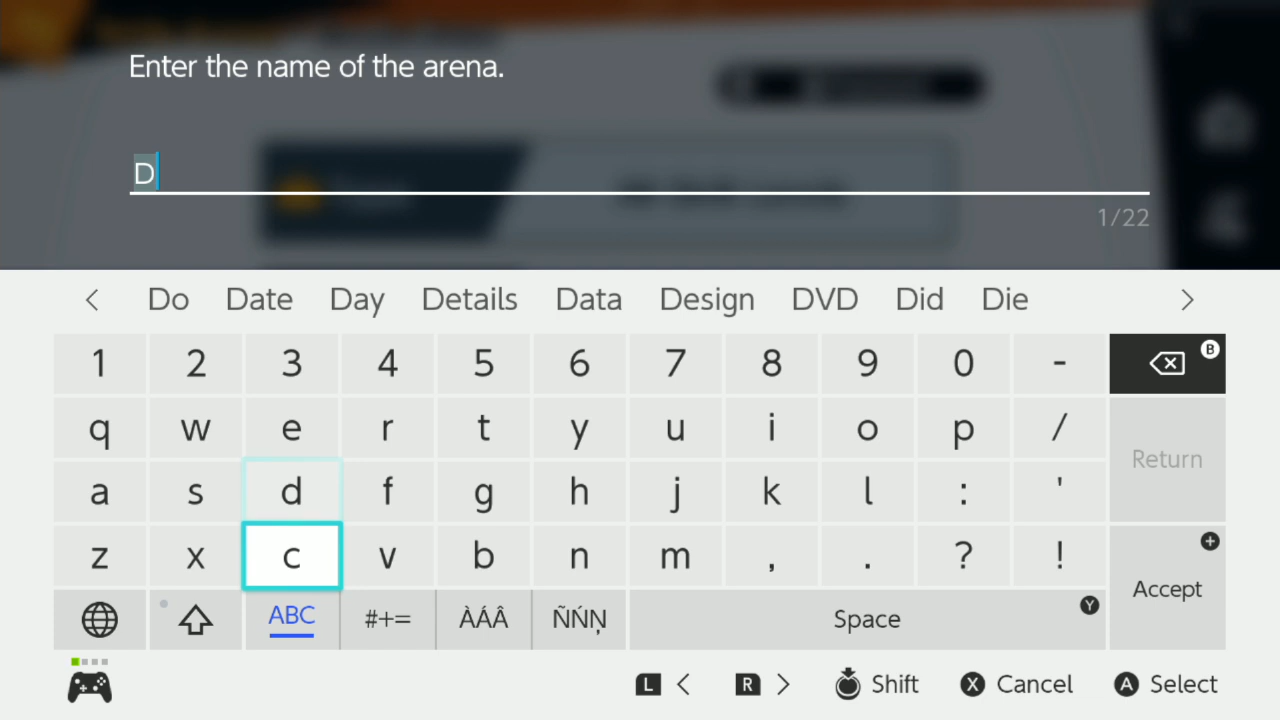 Enter the name of the arena.
D
1/22
Do Date Day Details Data Design DVD Did Die
1 2 3 4 5 6 7 8 9 0 - B
q w e r t y u i o p /
Return
a s d f g h j k l : '
z x c v b n m , . ? ! +
Accept
ABC #+= ÀÁÂ ÑŃŅ Space Y
L R Shift X Cancel A Select